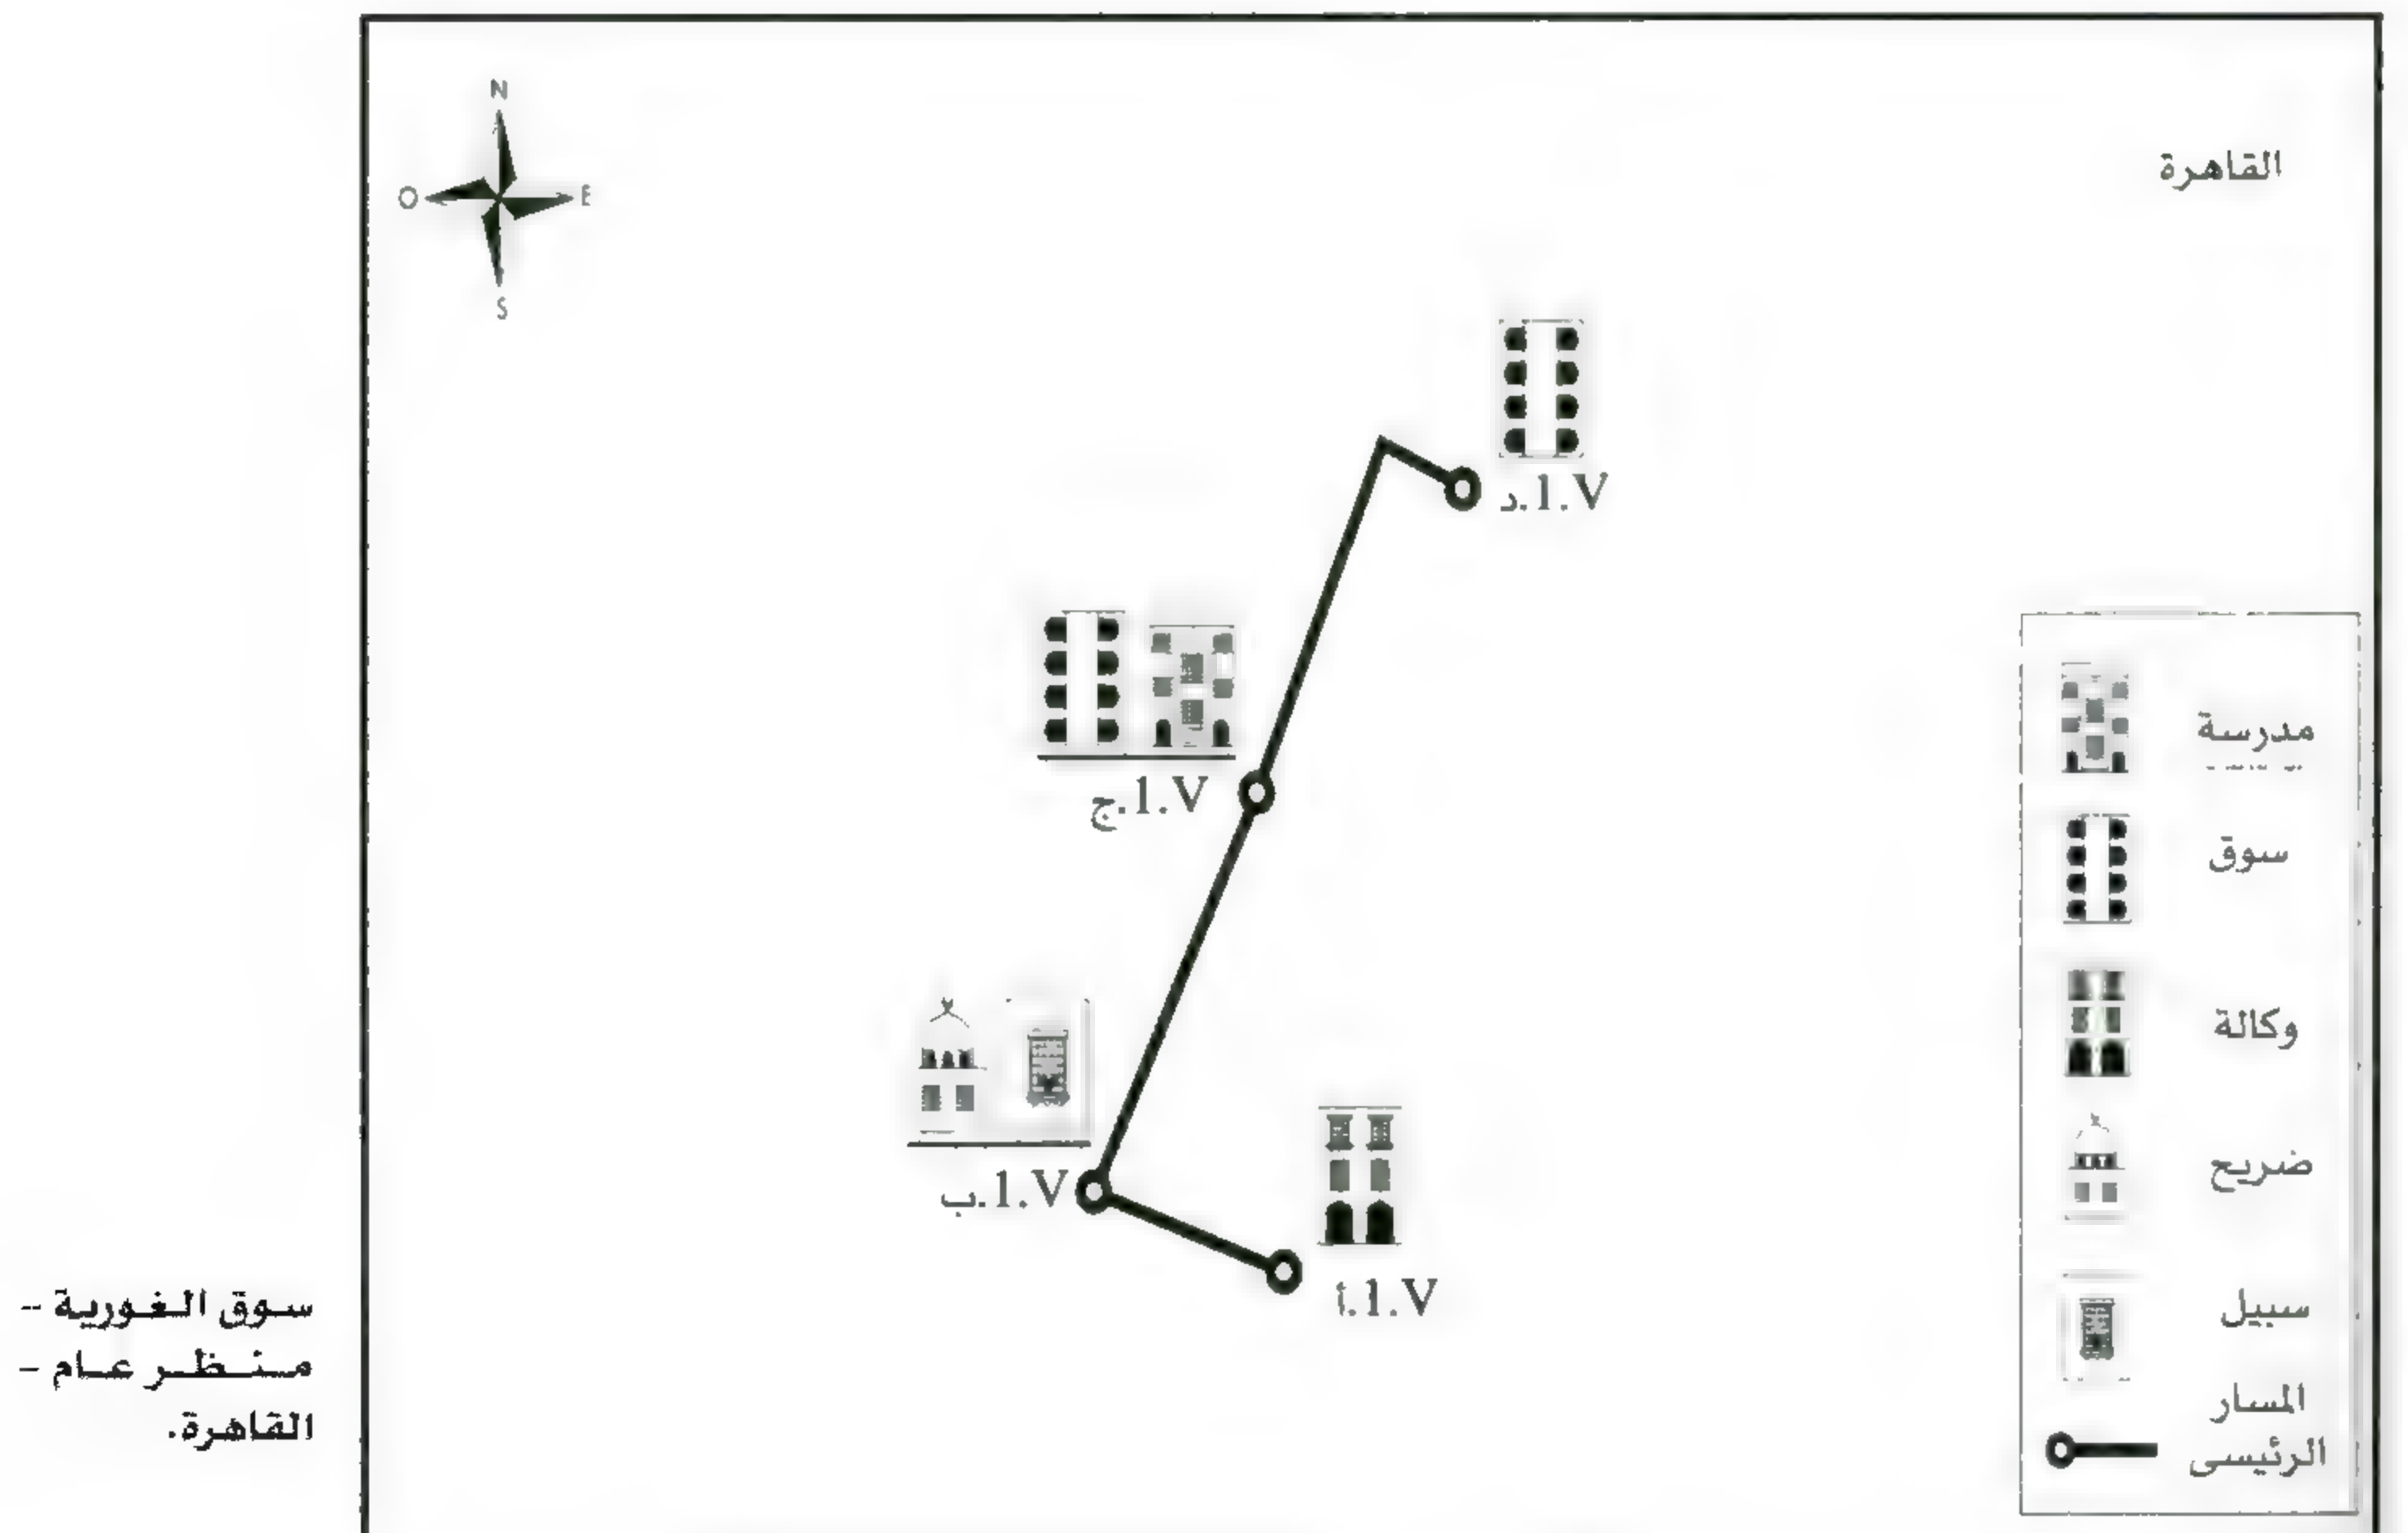 القاهرة
N
O
E
S
د.1.V
ج.1.V
ب.1.V
أ.1.V
مدرسة
سوق
وكالة
ضريح
سبيل
المسار
الرئيسى
سوق الغورية -
منظر عام -
القاهرة.